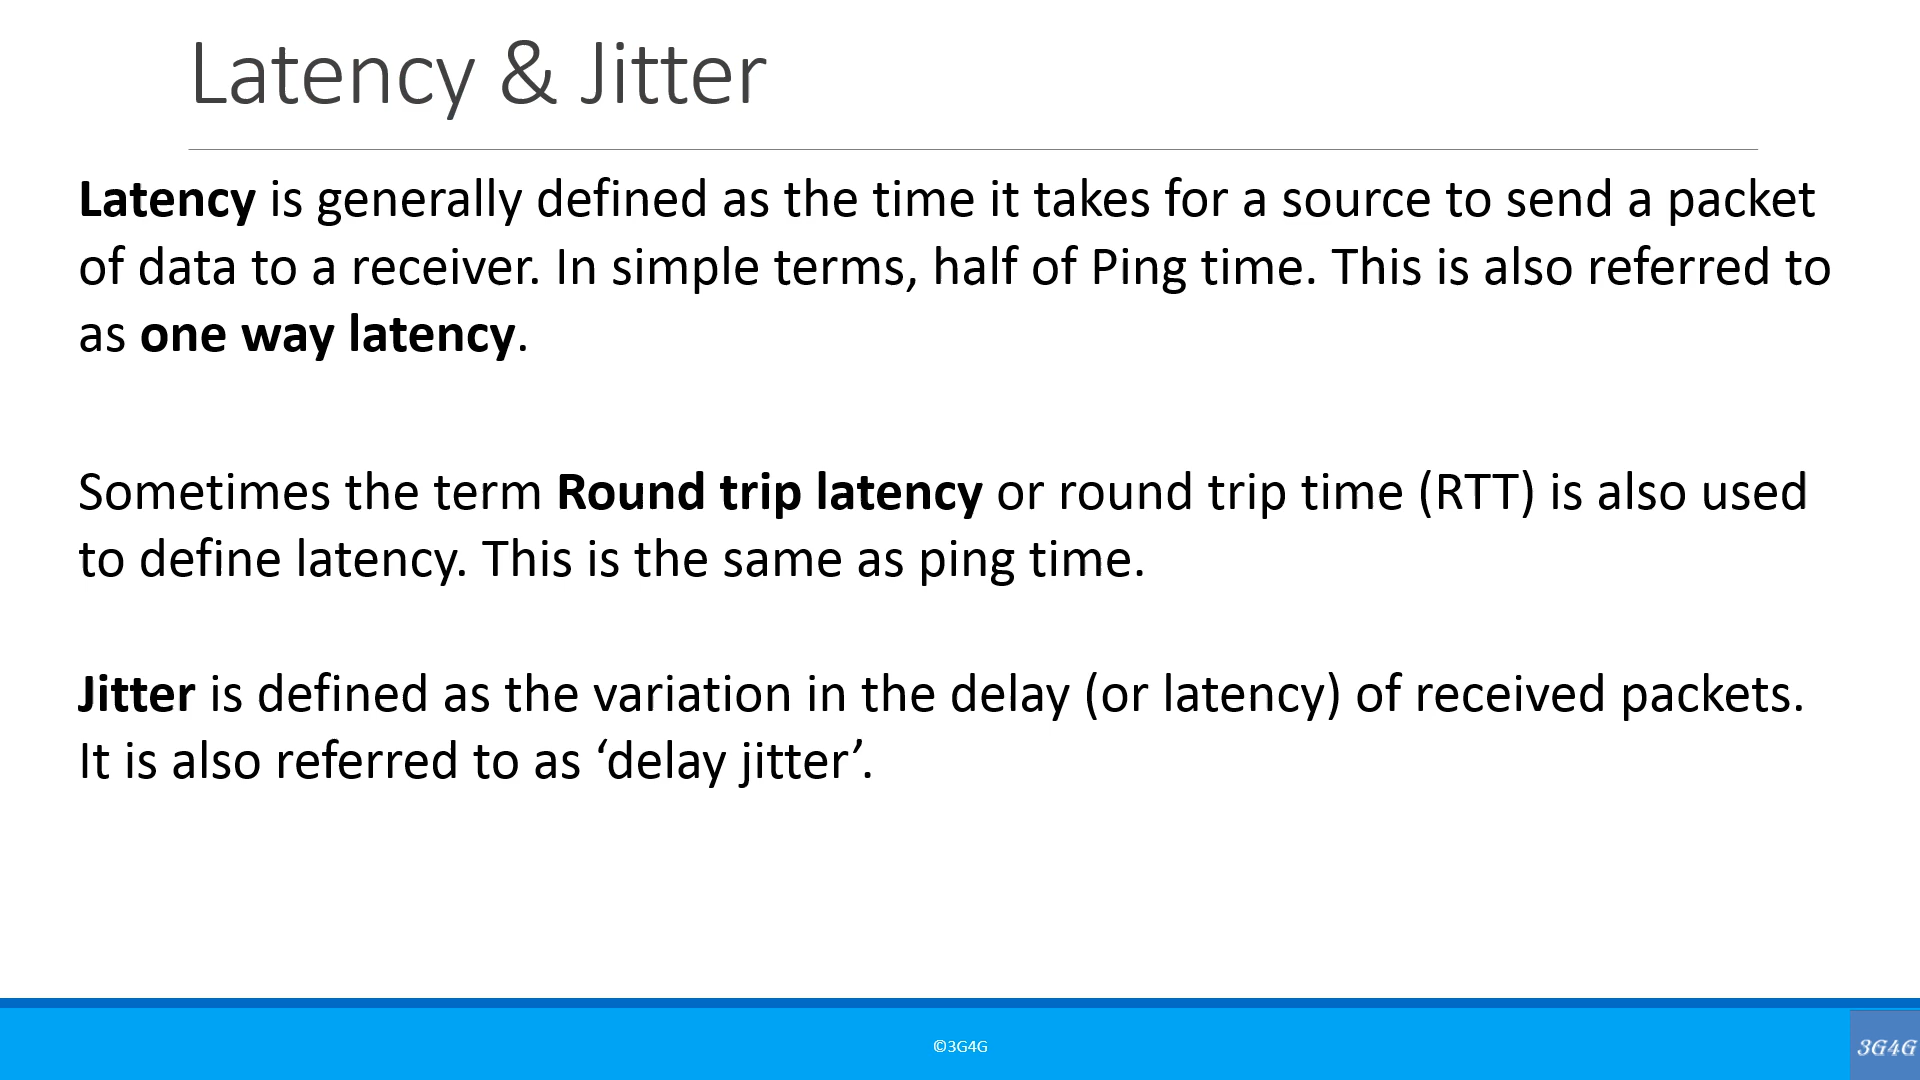 Latency & Jitter
Latency is generally defined as the time it takes for a source to send a packet
of data to a receiver. In simple terms, half of Ping time. This is also referred to
as one way latency.
Sometimes the term Round trip latency or round trip time (RTT) is also used
to define latency. This is the same as ping time.
Jitter is defined as the variation in the delay (or latency) of received packets.
It is also referred to as ‘delay jitter’.
©3G4G
3G4G